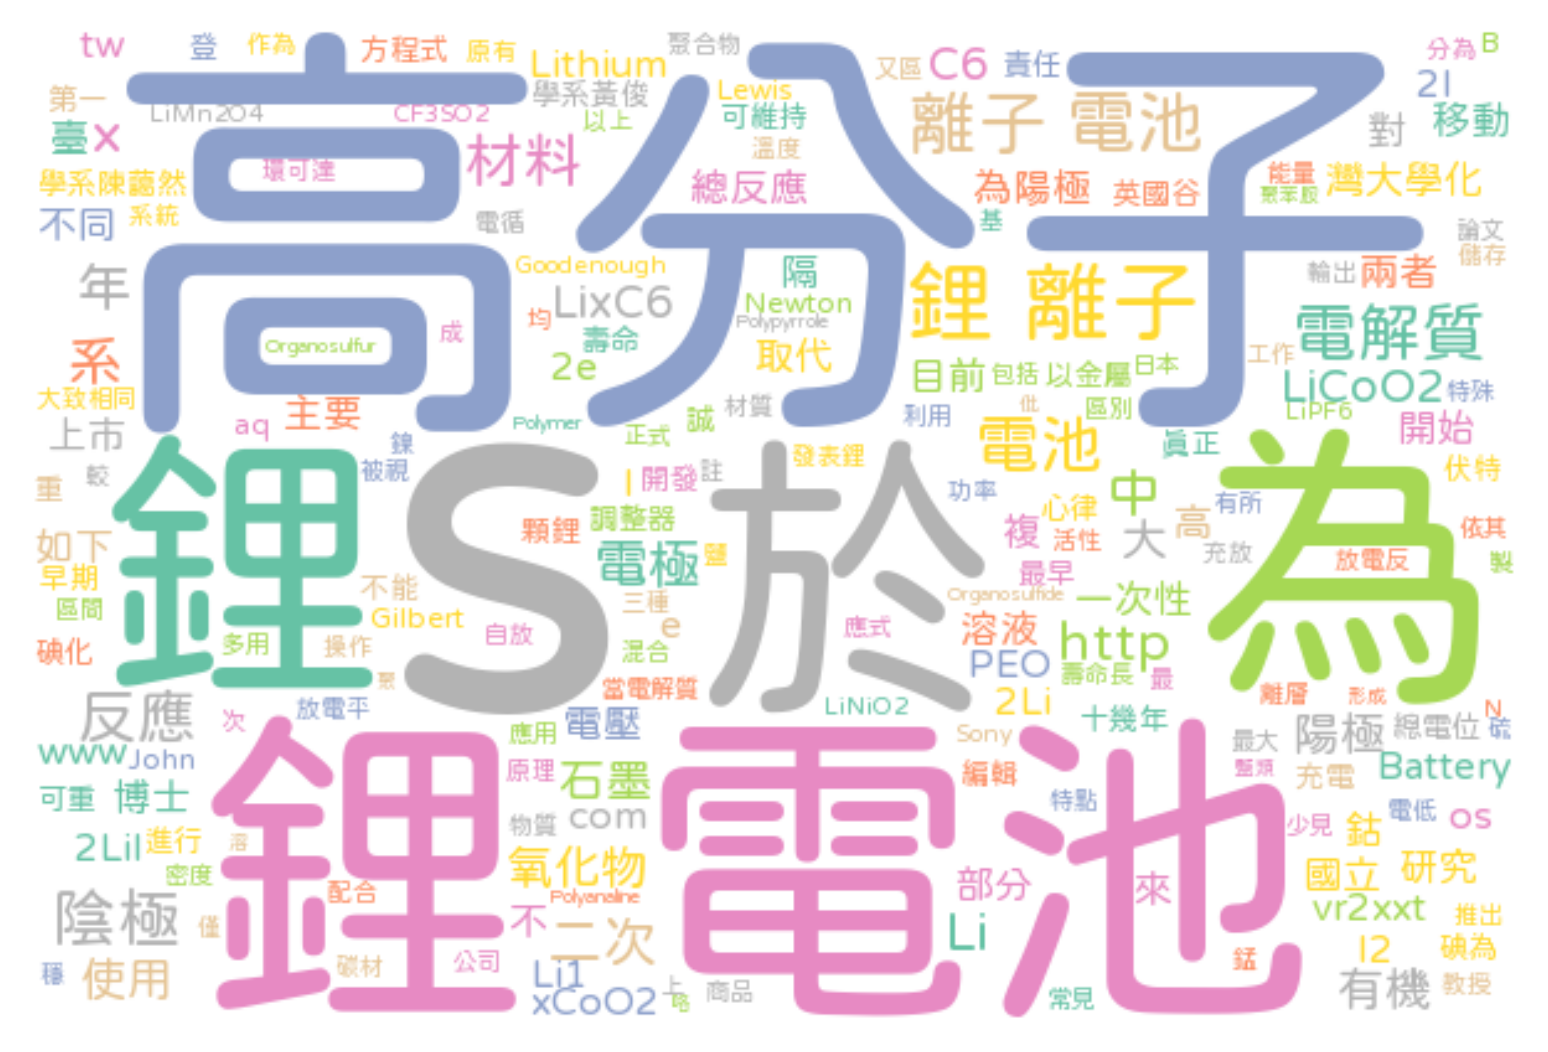 tw
登
作為
方程式
原有
Lithium
聚合物
又區
C6
責任
分為
B
第一
LiMn2O4
CF3SO2
學系黃俊
以上
Lewis
可維持
離子 電池
2I
對
移動
臺
x
高分子
材料
溫度
環可達
學系陳藹然
系統
不同
電循
總反應
為陽極
英國谷
能量
聚苯胺
灣大學化
基
論文
儲存
年
Goodenough
隔
鋰 離子
輸出
兩者
LixC6
Newton
Polypyrrole
電解質
均
成
壽命
Organosulfur
系
2e
取代
目前
包括
以金屬
日本
工作
LiCoO2
特殊
大致相同
主要
材質
利用
區別
LiPF6
aq
Polymer
誠
上市
鎳
正式
電池
真正
開始
鋰
S
於
為
被視
I
開發
註
發表鋰
伏特
較
重
功率
心律
中
有所
顆鋰
調整器
複
活性
大
高
依其
如下
電極
鹽
充放
放電反
早期
不能
最早
製
區間
三種
Organosulfide
一次性
Gilbert
e
應式
溶液
http
碘化
多用
操作
自放
混合
PEO
壽命長
聚
當電解質
最
離層
形成
反應
次
放電平
LiNiO2
2Li
十幾年
N
應用
電壓
陽極
總電位
硫
www
John
Sony
最大
鋰電池
原理
石墨
編輯
充電
Battery
可重
博士
特點
物質
com
電低
2LiI
進行
溶
少見
鈷
os
密度
氧化物
國立
研究
配合
Polyanaline
部分
來
陰極
僅
不
二次
Li
vr2xxt
推出
碳材
公司
錳
I2
碘為
穩
使用
Li1
xCoO2
上
略
商品
常見
有機
教授